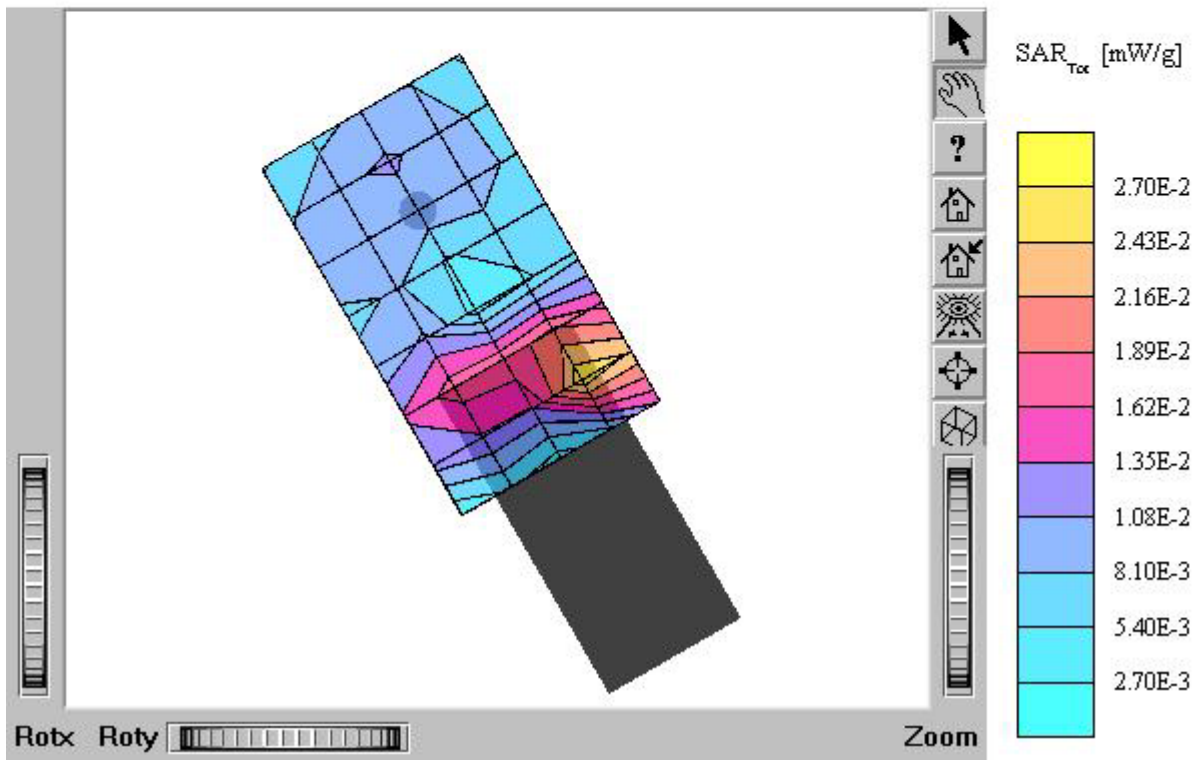 SAR_Tot [mW/g]
?
2.70E-2
2.43E-2
2.16E-2
1.89E-2
1.62E-2
1.35E-2
1.08E-2
8.10E-3
5.40E-3
2.70E-3
Rotx Roty Zoom